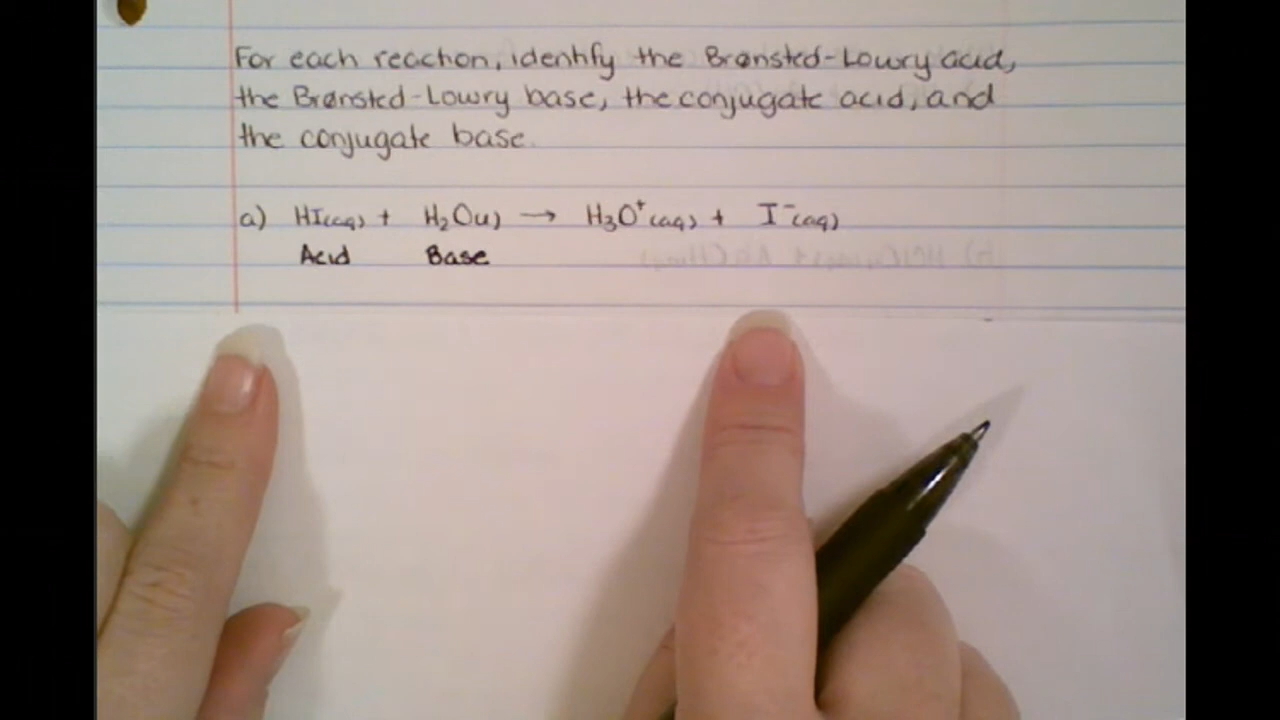 For each reaction, identify the Brønsted-Lowry acid,
the Brønsted-Lowry base, the conjugate acid, and
the conjugate base.
a) HI(aq) + H₂O(l) → H₃O⁺(aq) + I⁻(aq)
Acid Base